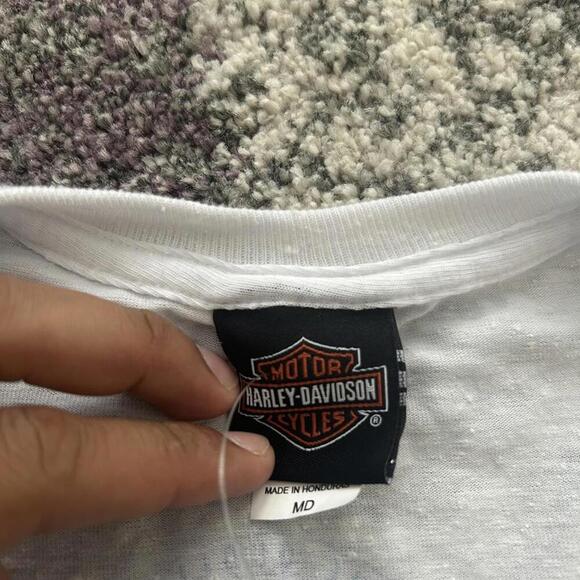 MOTOR
HARLEY-DAVIDSON
CYCLES
®
MADE IN HONDURAS
MD